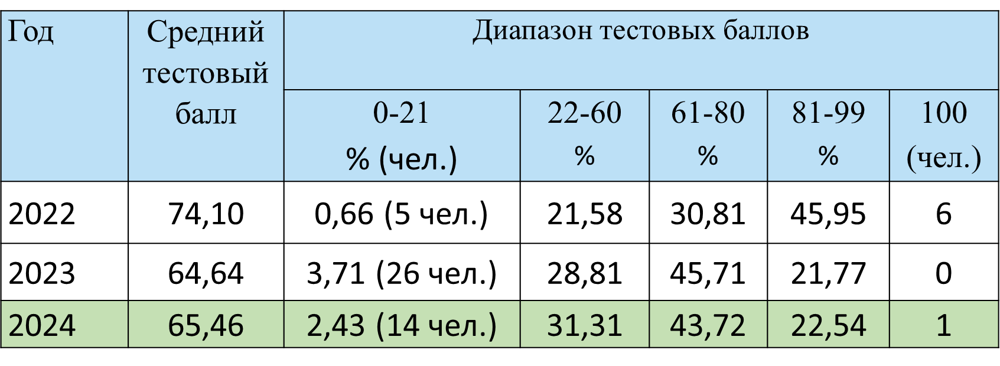 Год
Средний
тестовый
балл
Диапазон тестовых баллов
0-21
% (чел.)
22-60
%
61-80
%
81-99
%
100
(чел.)
2022 74,10 0,66 (5 чел.) 21,58 30,81 45,95 6
2023 64,64 3,71 (26 чел.) 28,81 45,71 21,77 0
2024 65,46 2,43 (14 чел.) 31,31 43,72 22,54 1